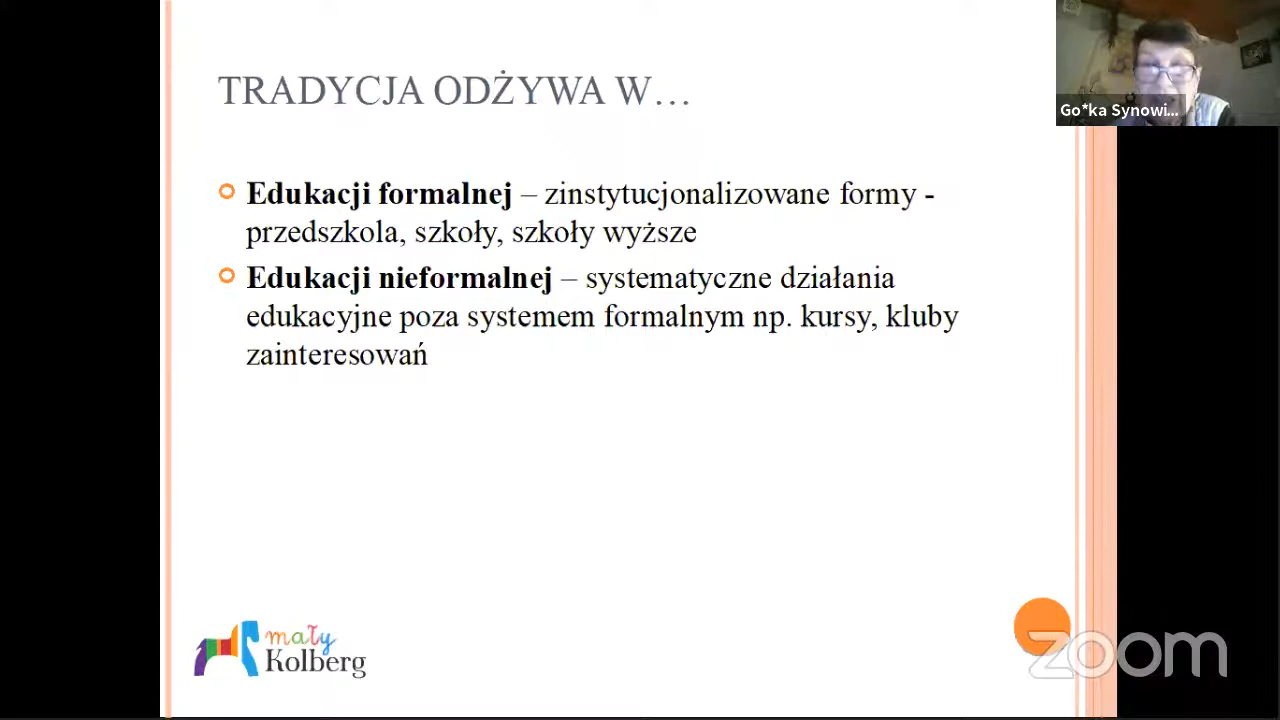 TRADYCJA ODŻYWA W…
Go*ka Synowi...
Edukacji formalnej – zinstytucjonalizowane formy -
przedszkola, szkoły, szkoły wyższe
Edukacji nieformalnej – systematyczne działania
edukacyjne poza systemem formalnym np. kursy, kluby
zainteresowań
mały
Kolberg
zoom